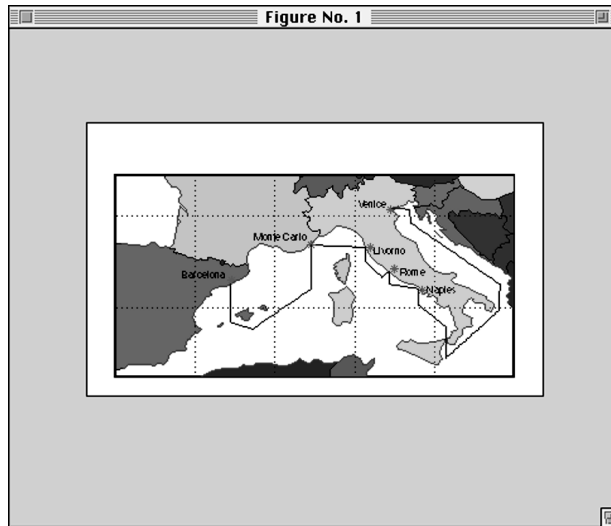 Figure No. 1
Venice
Monte Carlo
Livorno
Barcelona
Rome
Naples